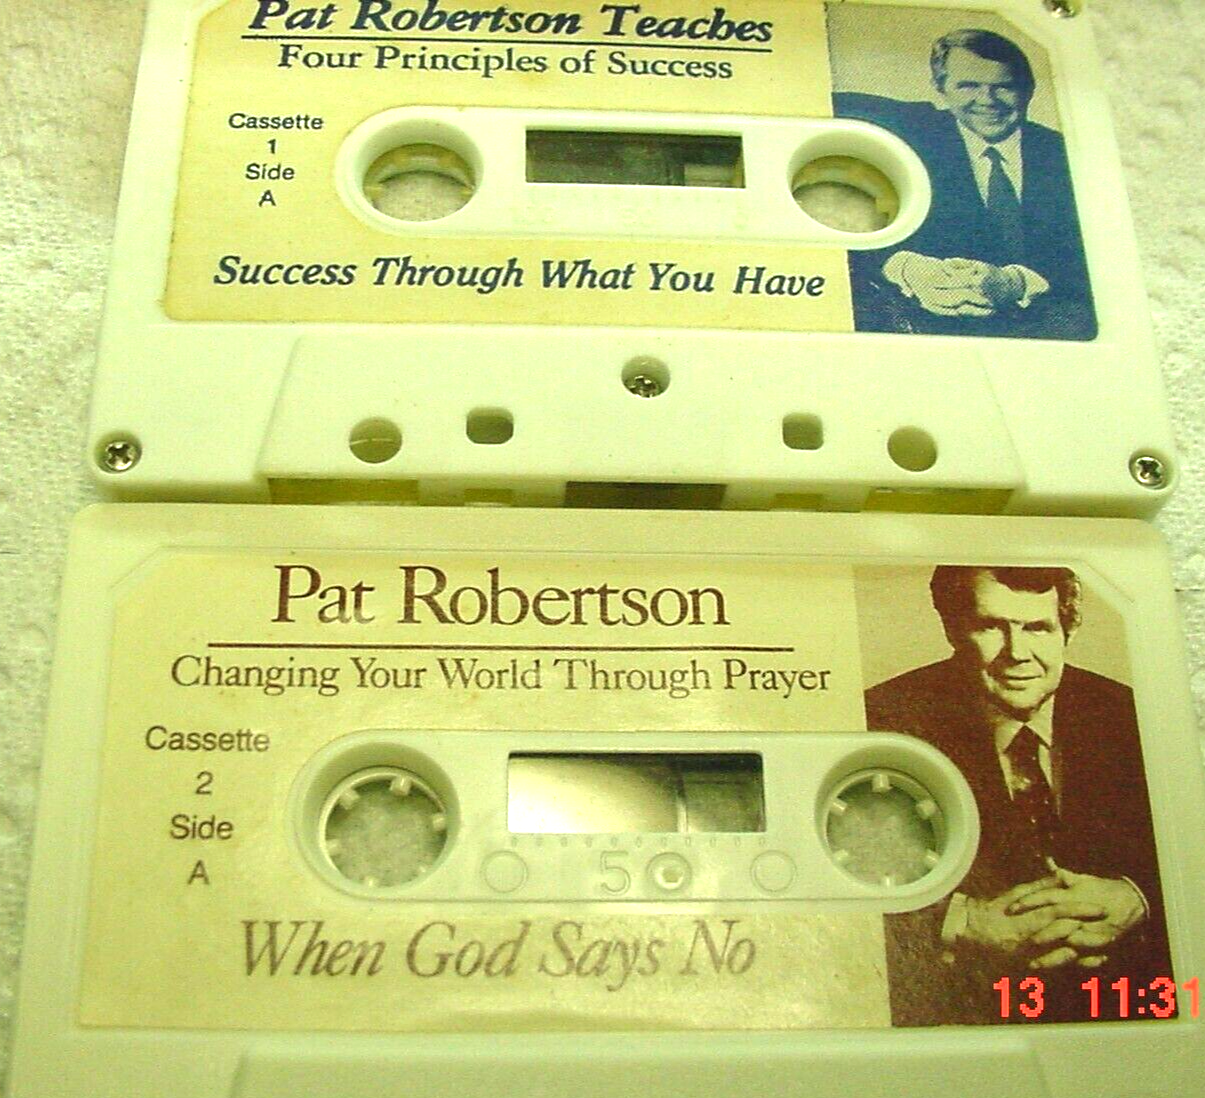 Pat Robertson Teaches
Four Principles of Success
Cassette
1
Side
A
Success Through What You Have
Pat Robertson
Changing Your World Through Prayer
Cassette
2
Side
A
50
When God Says No
13 11:31